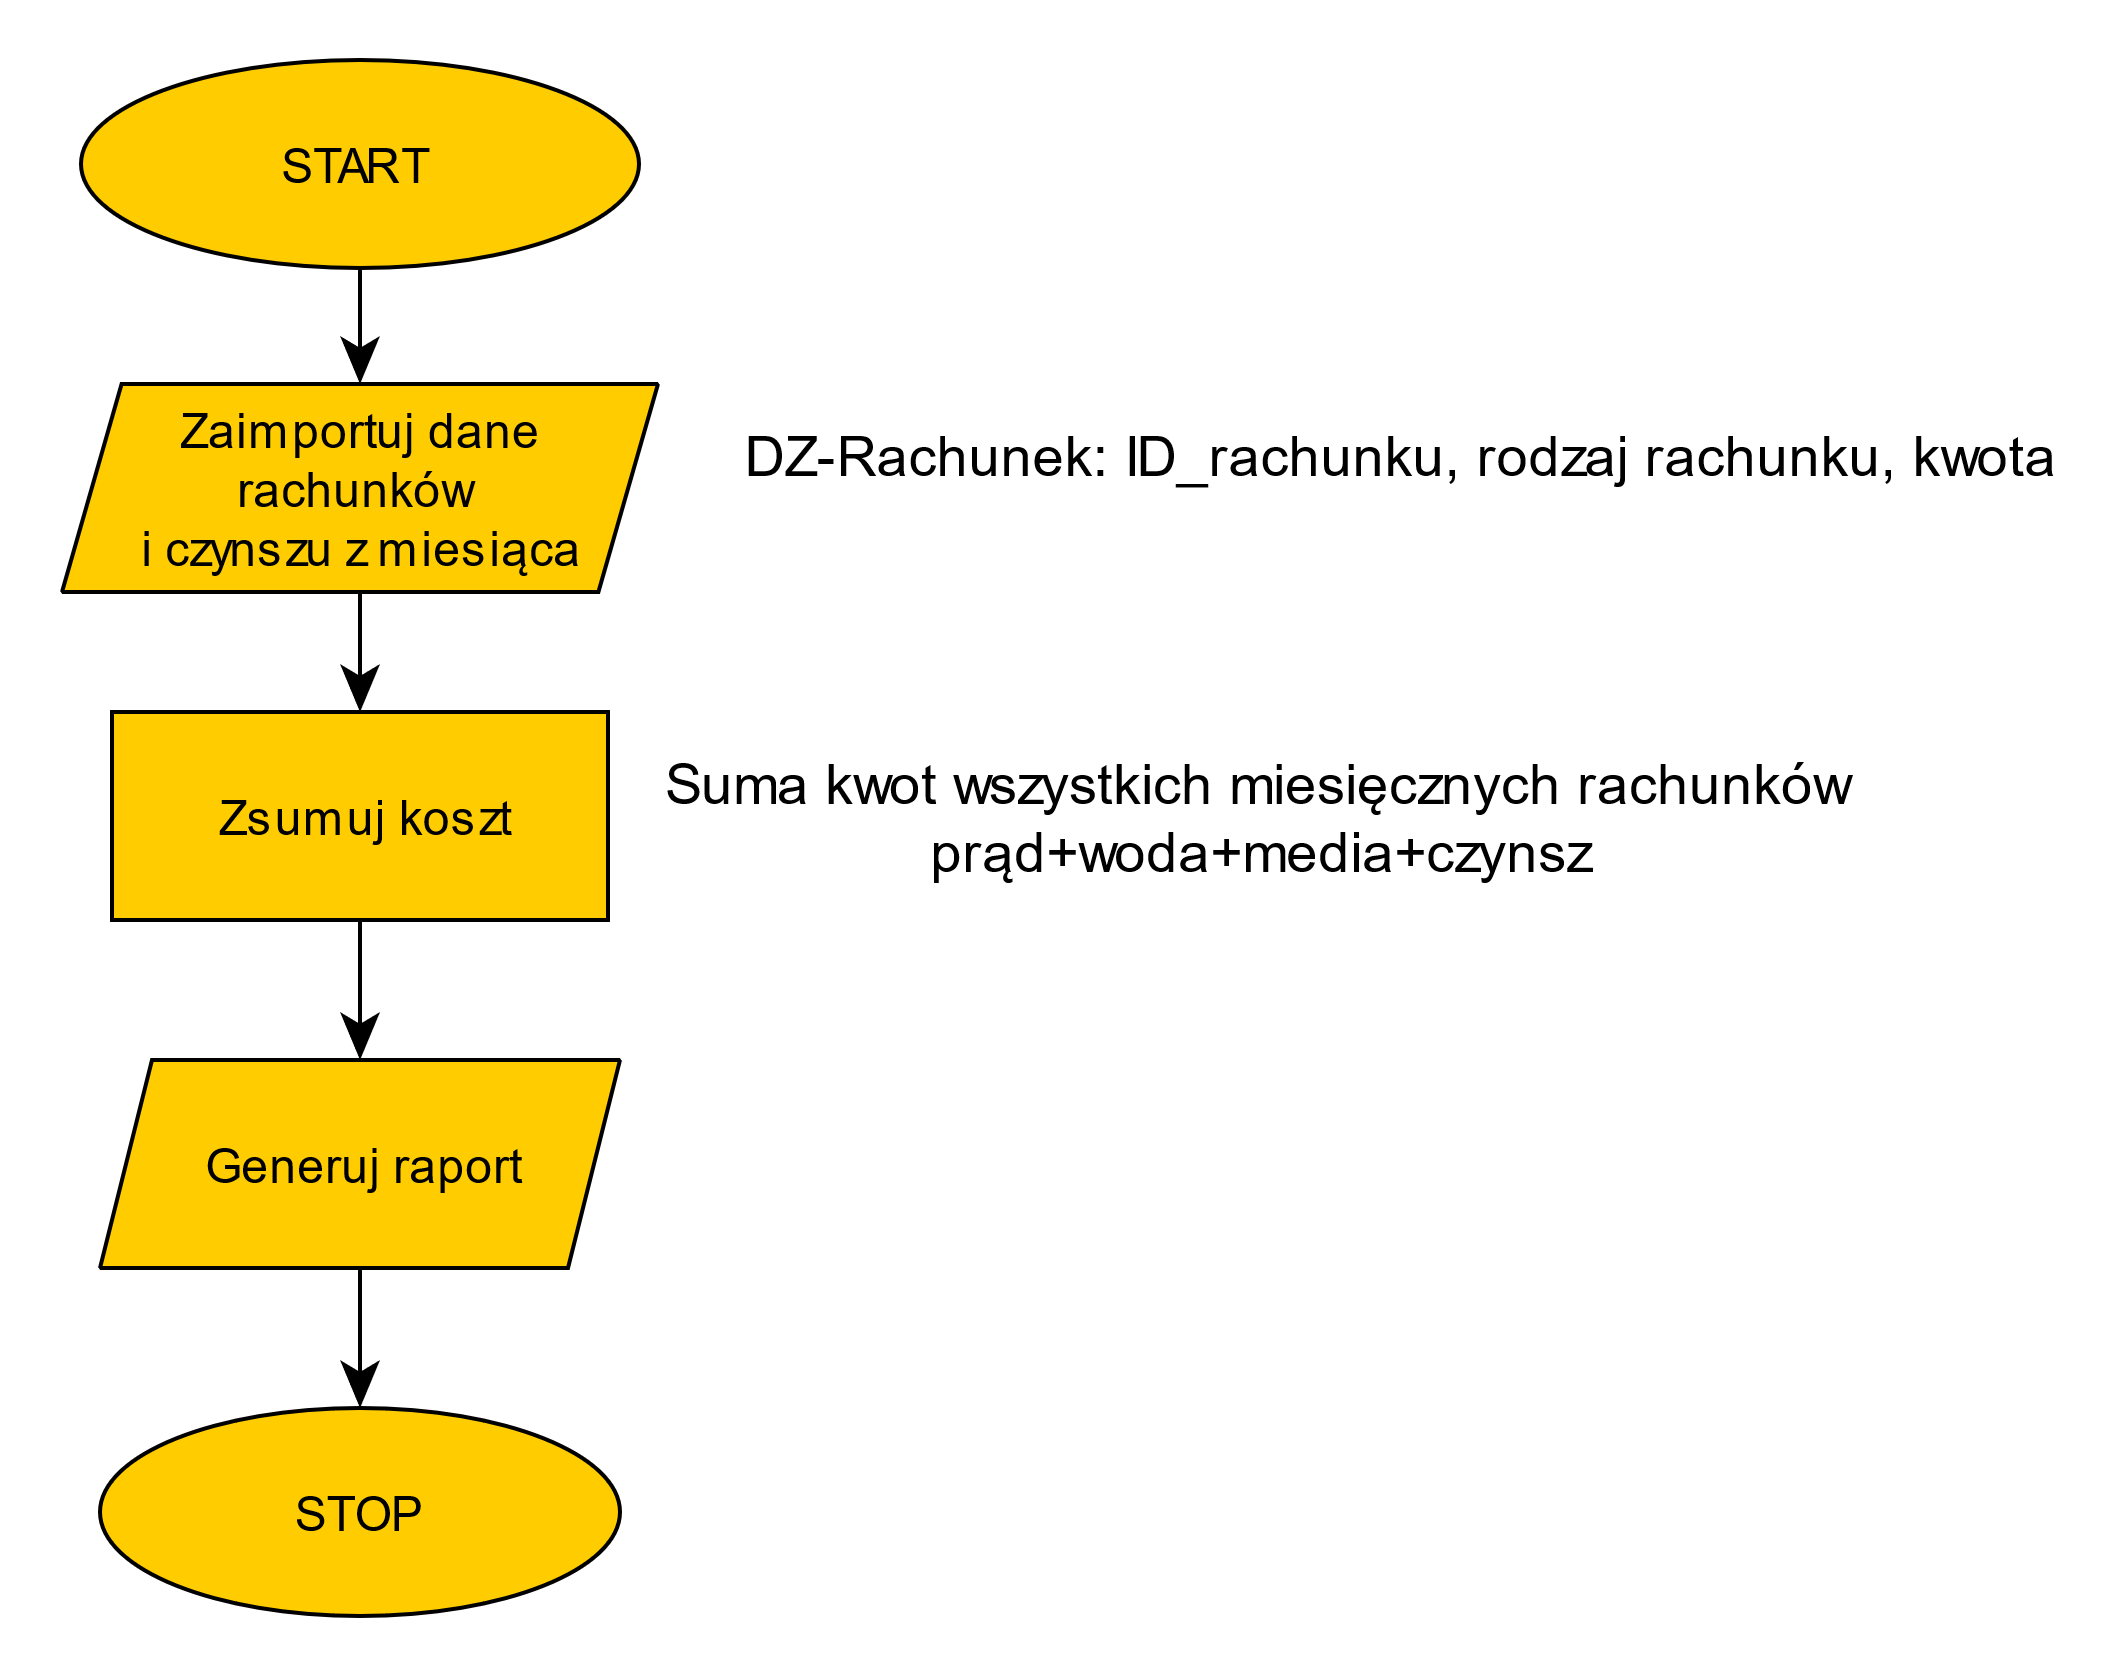 START
Zaimportuj dane
rachunków
i czynszu z miesiąca
DZ-Rachunek: ID_rachunku, rodzaj rachunku, kwota
Zsumuj koszt
Suma kwot wszystkich miesięcznych rachunków
prąd+woda+media+czynsz
Generuj raport
STOP